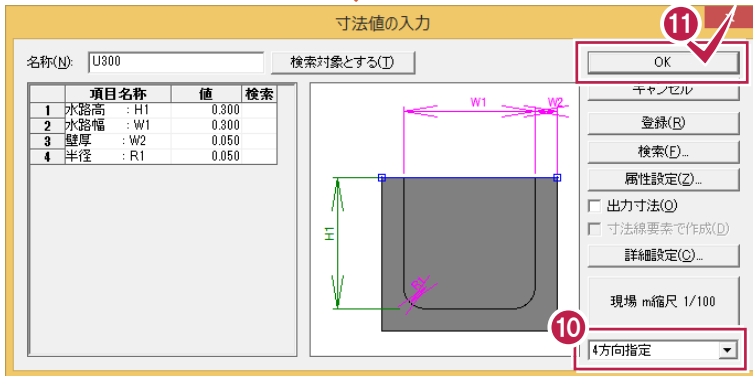 寸法値の入力
⑪
名称(N): U300 検索対象とする(T) OK
キャンセル
項目名称 値 検索
1 水路高 : H1 0.300
2 水路幅 : W1 0.300
3 壁厚 : W2 0.050
4 半径 : R1 0.050
W1 W2
H1
R1
登録(R)
検索(F)...
属性設定(Z)...
出力寸法(O)
寸法線要素で作成(D)
詳細設定(C)...
現場 m縮尺 1/100
⑩
4方向指定